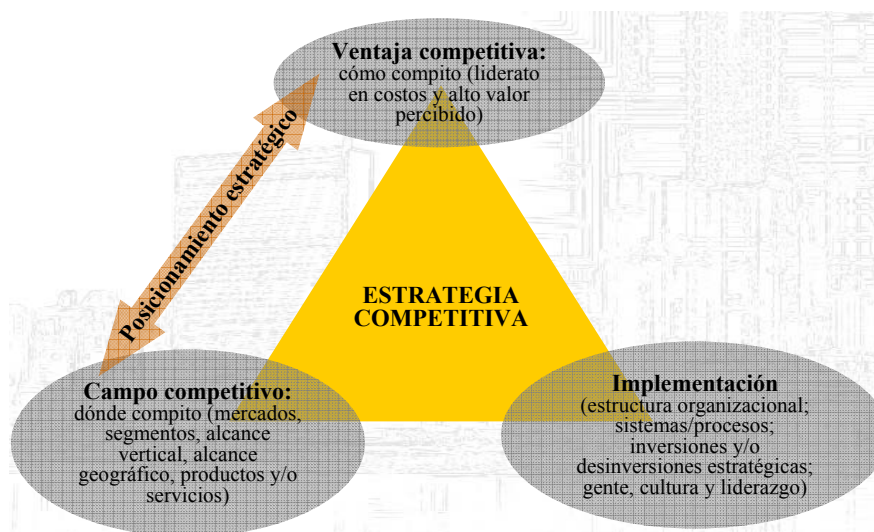 Ventaja competitiva:
cómo compito (liderato
en costos y alto valor
percibido)
Posicionamiento estratégico
ESTRATEGIA
COMPETITIVA
Campo competitivo:
dónde compito (mercados,
segmentos, alcance
vertical, alcance
geográfico, productos y/o
servicios)
Implementación
(estructura organizacional;
sistemas/procesos;
inversiones y/o
desinversiones estratégicas;
gente, cultura y liderazgo)